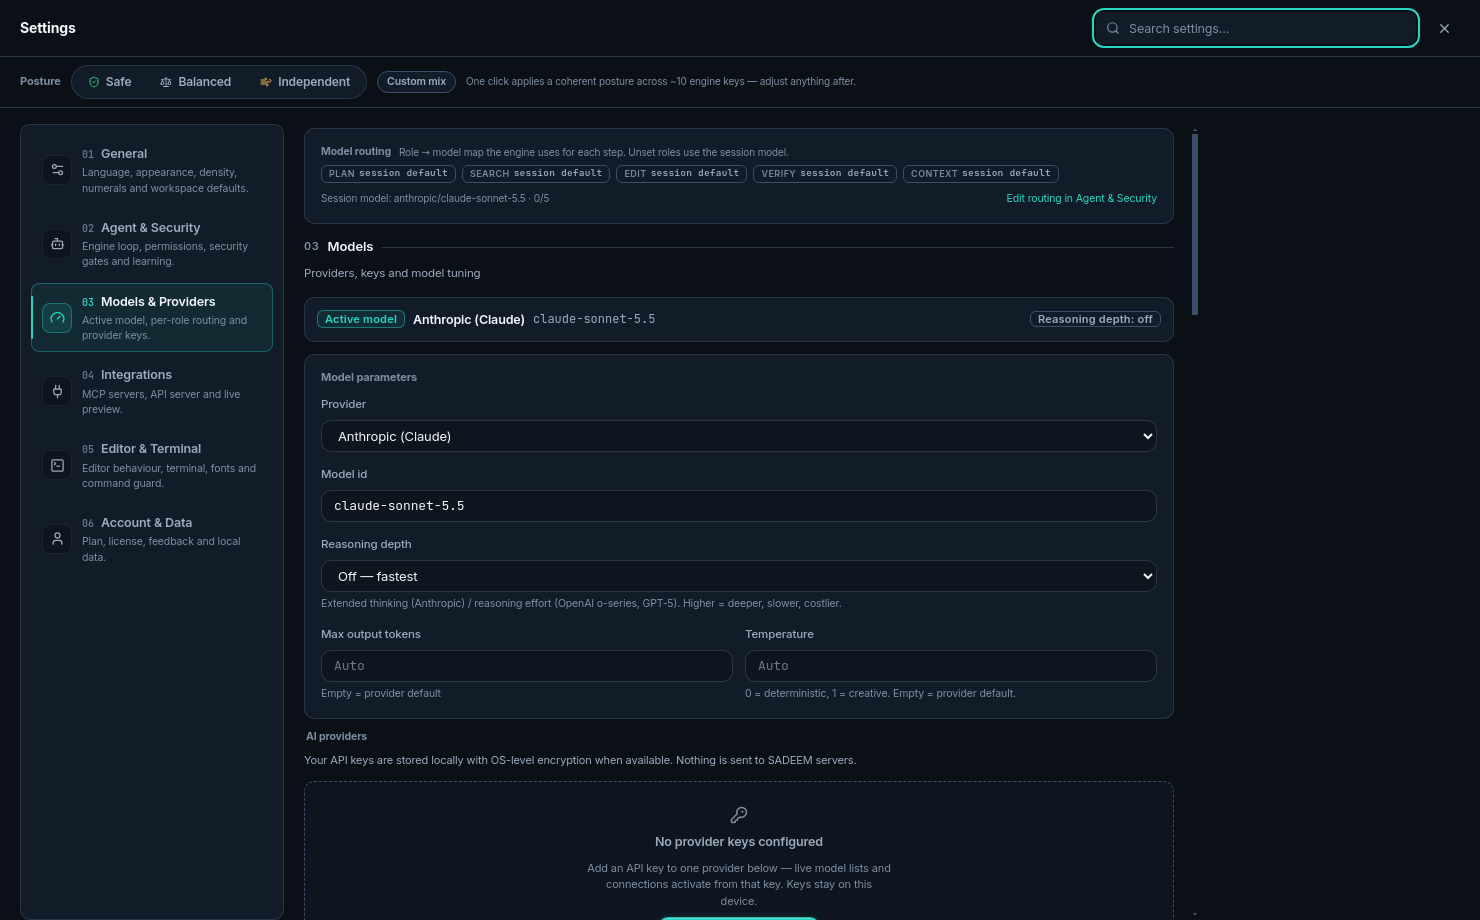 Settings
Search settings...
Posture
Safe
Balanced
Independent
Custom mix
One click applies a coherent posture across ~10 engine keys — adjust anything after.
01 General
Language, appearance, density,
numerals and workspace defaults.
02 Agent & Security
Engine loop, permissions, security
gates and learning.
03 Models & Providers
Active model, per-role routing and
provider keys.
04 Integrations
MCP servers, API server and live
preview.
05 Editor & Terminal
Editor behaviour, terminal, fonts and
command guard.
06 Account & Data
Plan, license, feedback and local
data.
Model routing Role → model map the engine uses for each step. Unset roles use the session model.
PLAN session default
SEARCH session default
EDIT session default
VERIFY session default
CONTEXT session default
Session model: anthropic/claude-sonnet-5.5 · 0/5
Edit routing in Agent & Security
03 Models
Providers, keys and model tuning
Active model Anthropic (Claude) claude-sonnet-5.5
Reasoning depth: off
Model parameters
Provider
Anthropic (Claude)
Model id
claude-sonnet-5.5
Reasoning depth
Off — fastest
Extended thinking (Anthropic) / reasoning effort (OpenAI o-series, GPT-5). Higher = deeper, slower, costlier.
Max output tokens
Auto
Empty = provider default
Temperature
Auto
0 = deterministic, 1 = creative. Empty = provider default.
AI providers
Your API keys are stored locally with OS-level encryption when available. Nothing is sent to SADEEM servers.
No provider keys configured
Add an API key to one provider below — live model lists and
connections activate from that key. Keys stay on this
device.